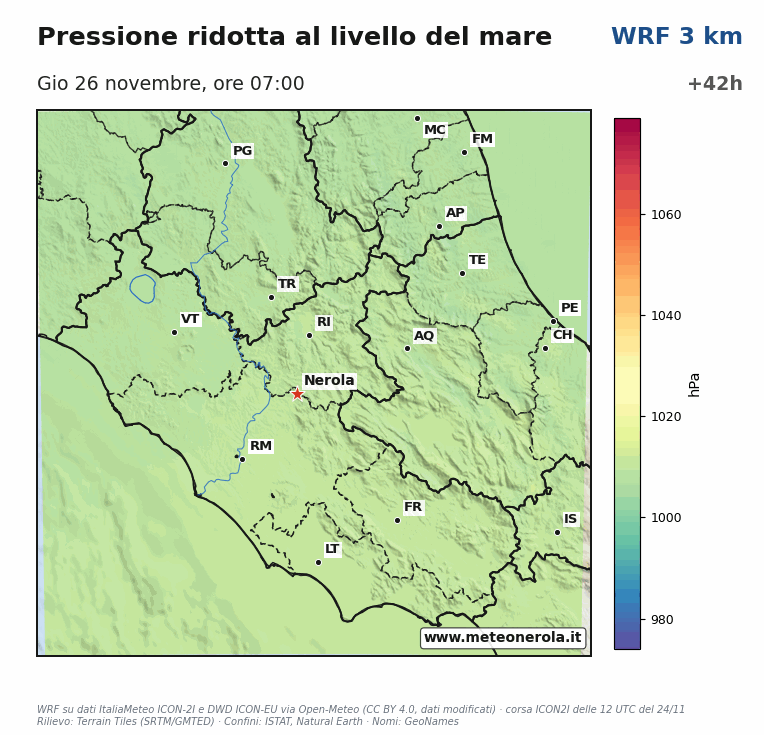 Pressione ridotta al livello del mare
WRF 3 km
Gio 26 novembre, ore 07:00
+42h
MC
FM
PG
AP
TE
TR
PE
VT
RI
AQ
CH
Nerola
RM
FR
IS
LT
www.meteonerola.it
1060
1040
1020
1000
980
hPa
WRF su dati ItaliaMeteo ICON-2I e DWD ICON-EU via Open-Meteo (CC BY 4.0, dati modificati) · corsa ICON2I delle 12 UTC del 24/11
Rilievo: Terrain Tiles (SRTM/GMTED) · Confini: ISTAT, Natural Earth · Nomi: GeoNames